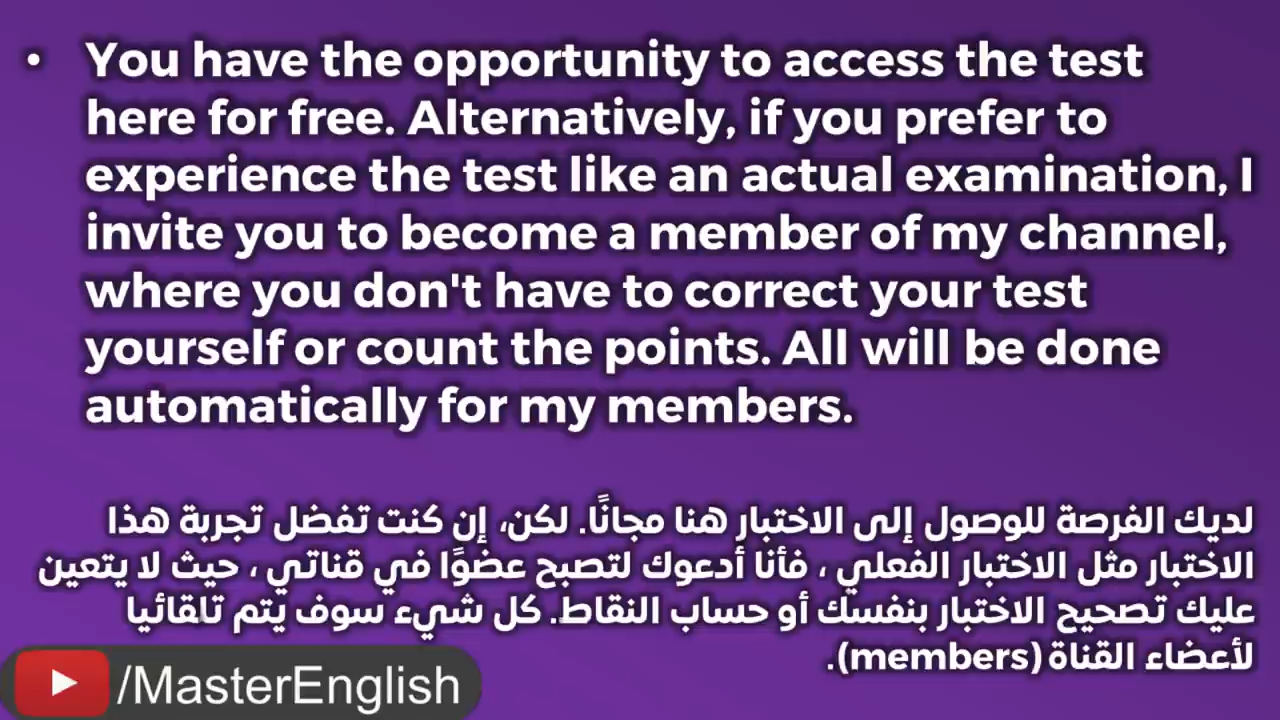 • You have the opportunity to access the test
here for free. Alternatively, if you prefer to
experience the test like an actual examination, I
invite you to become a member of my channel,
where you don't have to correct your test
yourself or count the points. All will be done
automatically for my members.
لديك الفرصة للوصول إلى الاختبار هنا مجانًا. لكن، إن كنت تفضل تجربة هذا
الاختبار مثل الاختبار الفعلي ، فأنا أدعوك لتصبح عضوًا في قناتي ، حيث لا يتعين
عليك تصحيح الاختبار بنفسك أو حساب النقاط. كل شيء سوف يتم تلقائيا
لأعضاء القناة (members).
/MasterEnglish